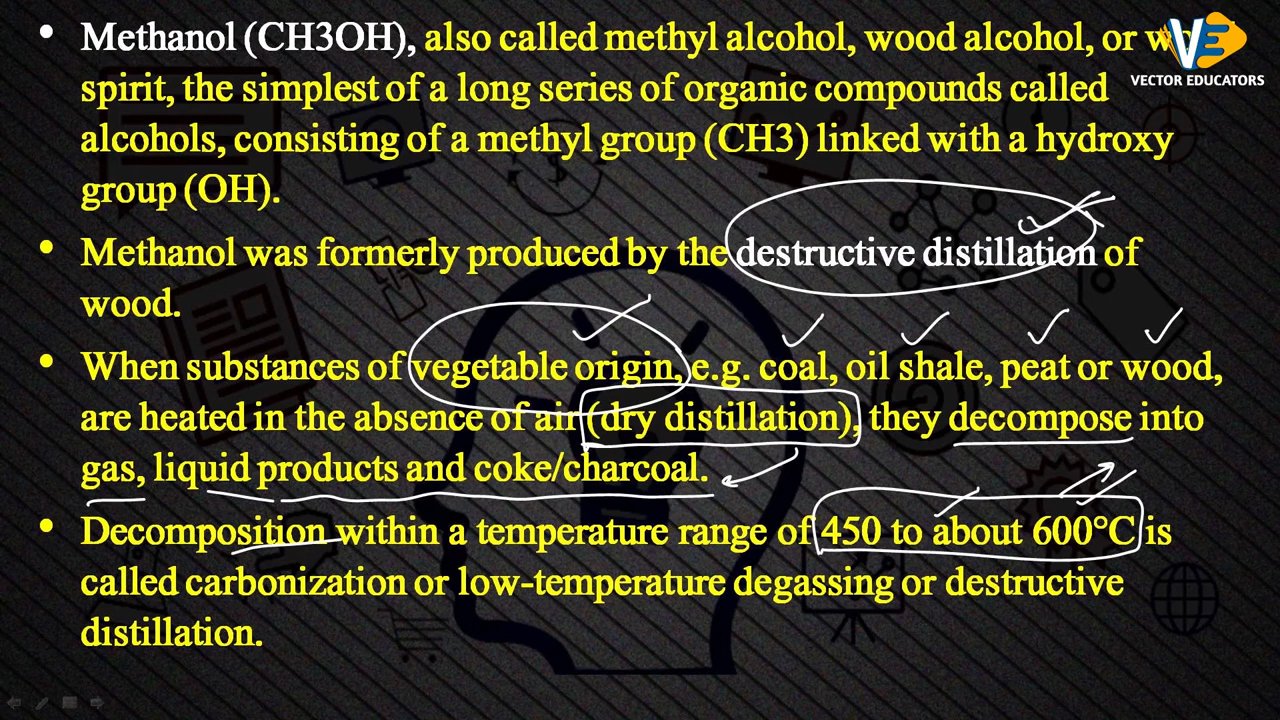 • Methanol (CH3OH), also called methyl alcohol, wood alcohol, or
VECTOR EDUCATORS
spirit, the simplest of a long series of organic compounds called
alcohols, consisting of a methyl group (CH3) linked with a hydroxy
group (OH).
• Methanol was formerly produced by the destructive distillation of
wood.
• When substances of vegetable origin, e.g. coal, oil shale, peat or wood,
are heated in the absence of air (dry distillation), they decompose into
gas, liquid products and coke/charcoal.
• Decomposition within a temperature range of 450 to about 600°C is
called carbonization or low-temperature degassing or destructive
distillation.